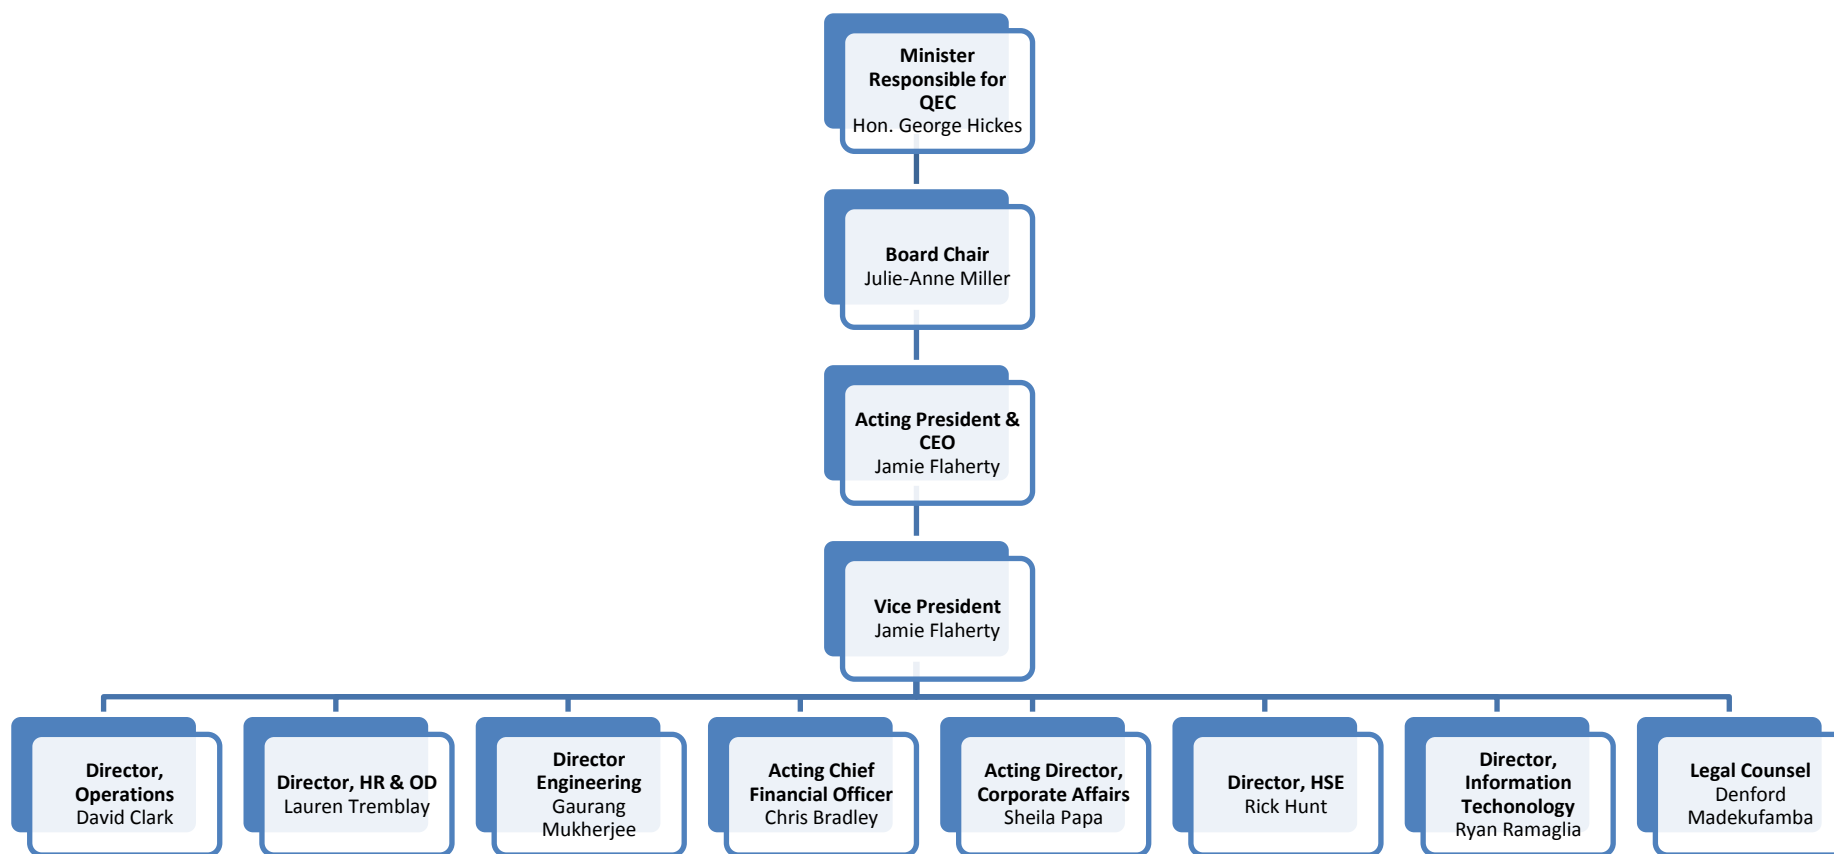 Minister
Responsible for
QEC
Hon. George Hickes
Board Chair
Julie-Anne Miller
Acting President &
CEO
Jamie Flaherty
Vice President
Jamie Flaherty
Director,
Operations
David Clark
Director, HR & OD
Lauren Tremblay
Director
Engineering
Gaurang
Mukherjee
Acting Chief
Financial Officer
Chris Bradley
Acting Director,
Corporate Affairs
Sheila Papa
Director, HSE
Rick Hunt
Director,
Information
Techonology
Ryan Ramaglia
Legal Counsel
Denford
Madekufamba